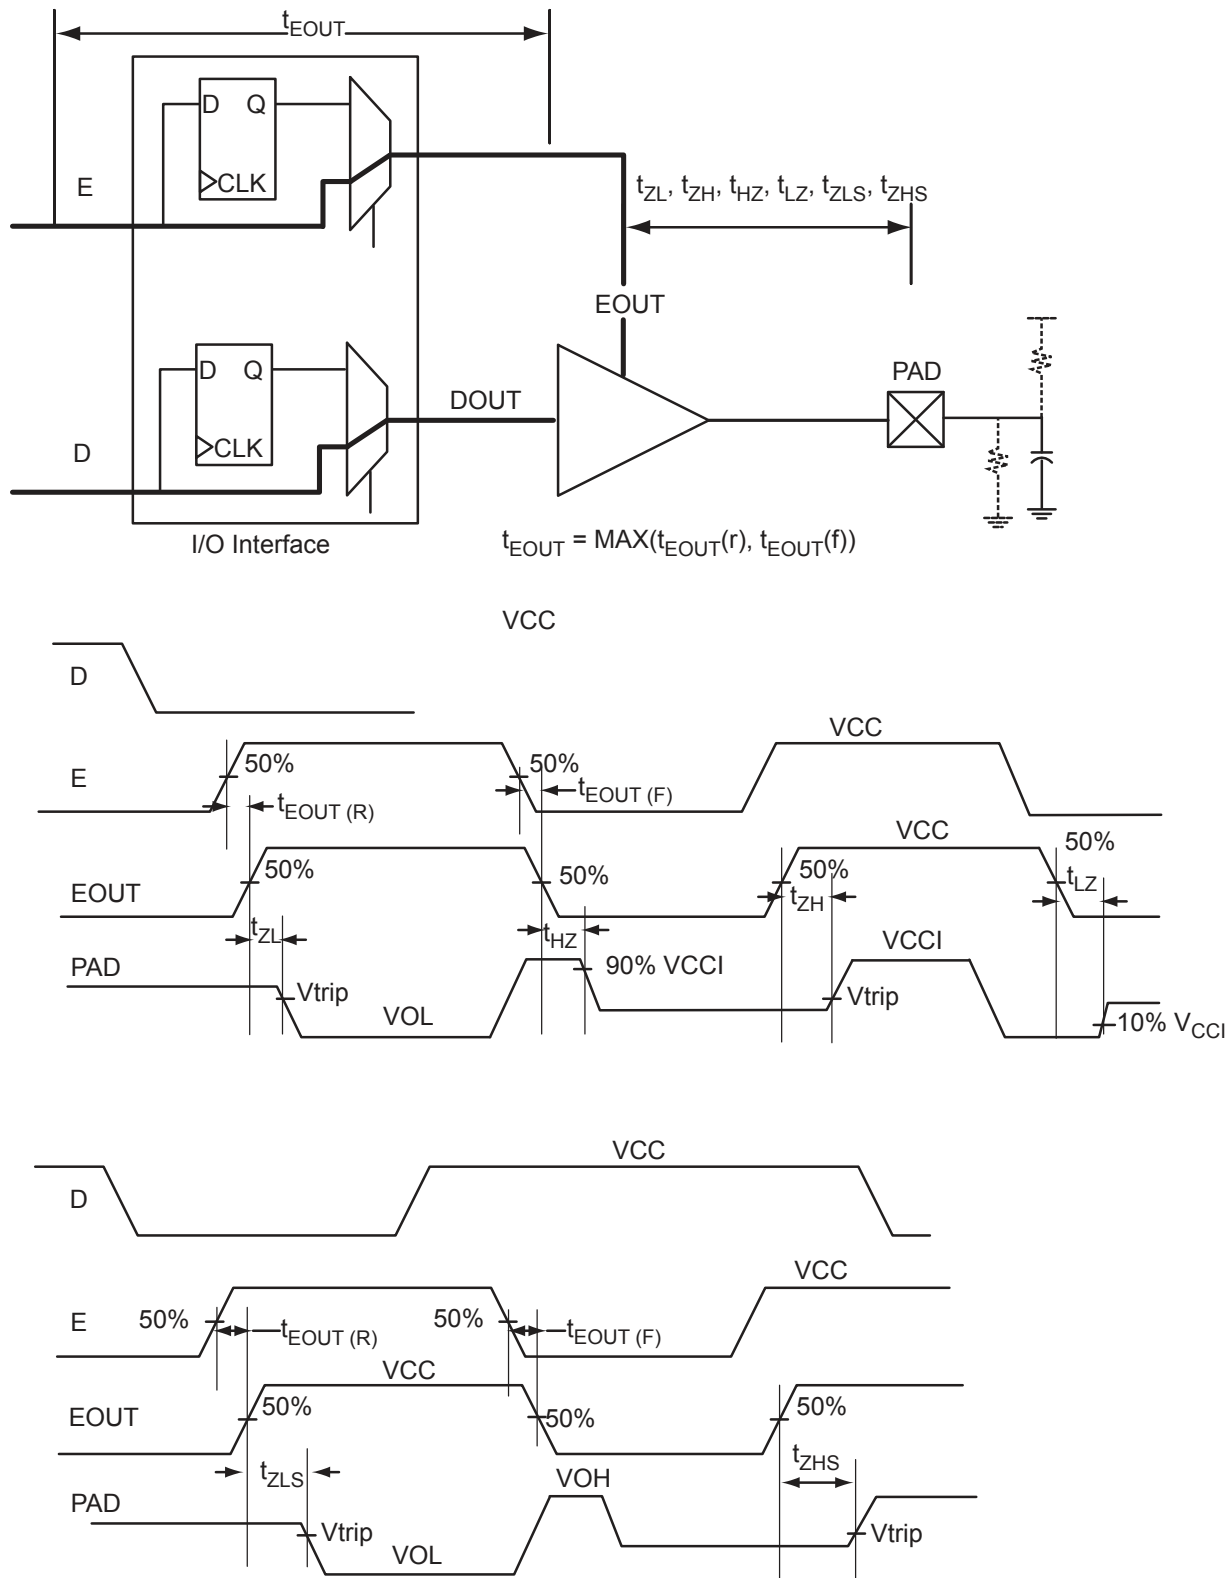 tEOUT
D Q
CLK
E
tZL, tZH, tHZ, tLZ, tZLS, tZHS
EOUT
D Q
CLK
D
DOUT
PAD
I/O Interface
tEOUT = MAX(tEOUT(r), tEOUT(f))
VCC
D
VCC
E
50%
50%
tEOUT (R)
tEOUT (F)
VCC
50%
EOUT
50%
50%
50%
tLZ
tZL
tHZ
tZH
PAD
90% VCCI
VCCI
Vtrip
VOL
Vtrip
10% VCCI
VCC
D
VCC
E
50%
tEOUT (R)
50%
tEOUT (F)
VCC
EOUT
50%
50%
50%
tZLS
VOH
tZHS
PAD
Vtrip
VOL
Vtrip